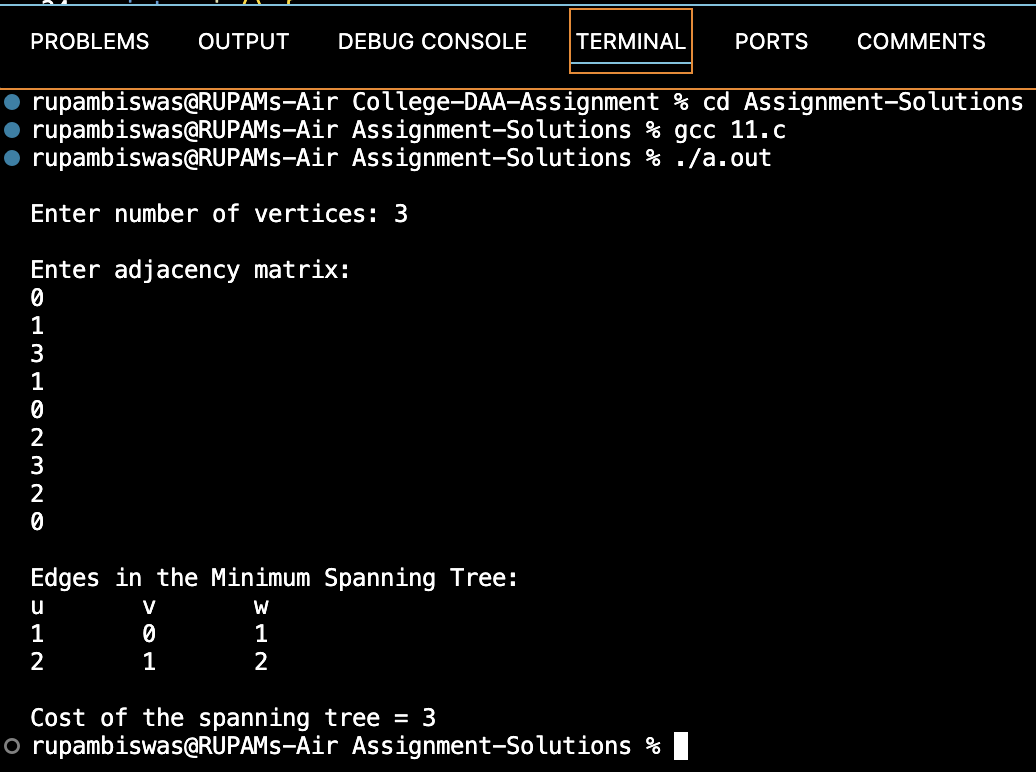 PROBLEMS OUTPUT DEBUG CONSOLE TERMINAL PORTS COMMENTS
rupambiswas@RUPAMs-Air College-DAA-Assignment % cd Assignment-Solutions
rupambiswas@RUPAMs-Air Assignment-Solutions % gcc 11.c
rupambiswas@RUPAMs-Air Assignment-Solutions % ./a.out
Enter number of vertices: 3
Enter adjacency matrix:
0
1
3
1
0
2
3
2
0
Edges in the Minimum Spanning Tree:
u v w
1 0 1
2 1 2
Cost of the spanning tree = 3
rupambiswas@RUPAMs-Air Assignment-Solutions %